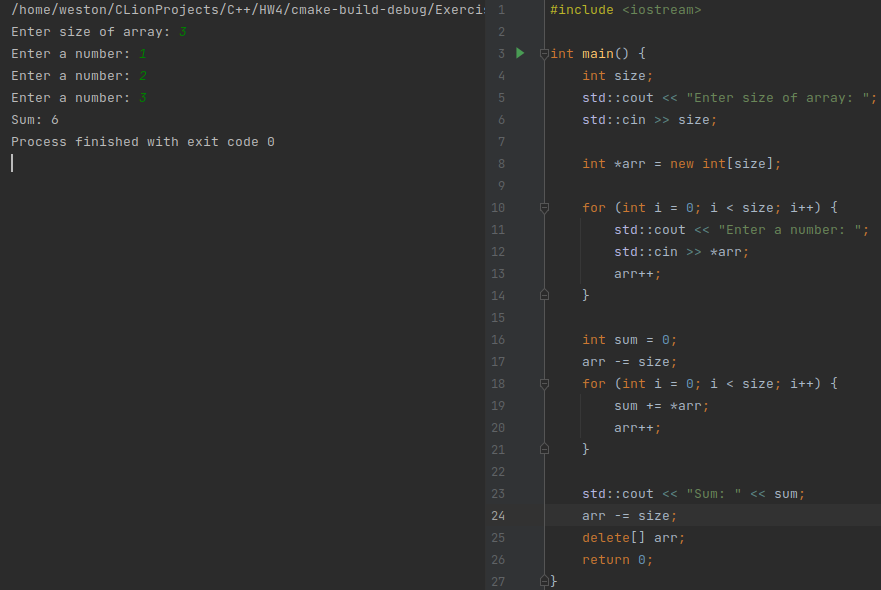 /home/weston/CLionProjects/C++/HW4/cmake-build-debug/Exercis
Enter size of array: 3
Enter a number: 1
Enter a number: 2
Enter a number: 3
Sum: 6
Process finished with exit code 0
1 #include <iostream>
2
3 int main() {
4 int size;
5 std::cout << "Enter size of array: ";
6 std::cin >> size;
7
8 int *arr = new int[size];
9
10 for (int i = 0; i < size; i++) {
11 std::cout << "Enter a number: ";
12 std::cin >> *arr;
13 arr++;
14 }
15
16 int sum = 0;
17 arr -= size;
18 for (int i = 0; i < size; i++) {
19 sum += *arr;
20 arr++;
21 }
22
23 std::cout << "Sum: " << sum;
24 arr -= size;
25 delete[] arr;
26 return 0;
27 }